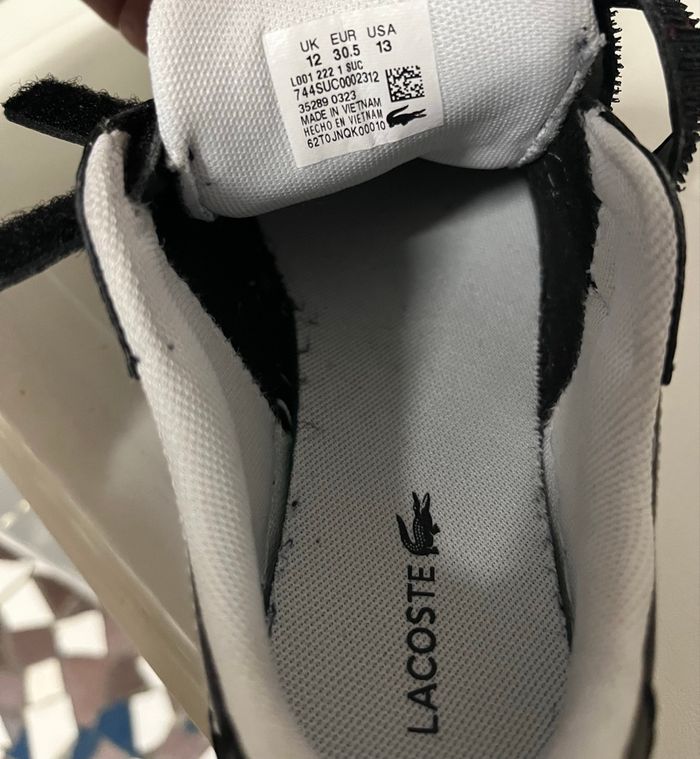 UK EUR USA
12 30.5 13
L001 222 1 SUC
744SUC0002312
35289 0323
MADE IN VIETNAM
HECHO EN VIETNAM
62T0JNQK00010
LACOSTE